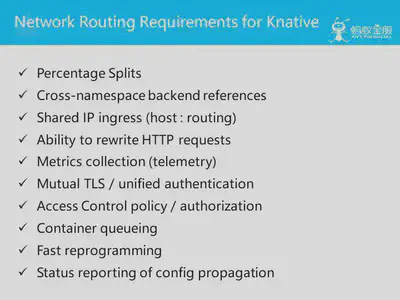 Network Routing Requirements for Knative
蚂蚁金服
ANT FINANCIAL
Percentage Splits
Cross-namespace backend references
Shared IP ingress (host : routing)
Ability to rewrite HTTP requests
Metrics collection (telemetry)
Mutual TLS / unified authentication
Access Control policy / authorization
Container queueing
Fast reprogramming
Status reporting of config propagation